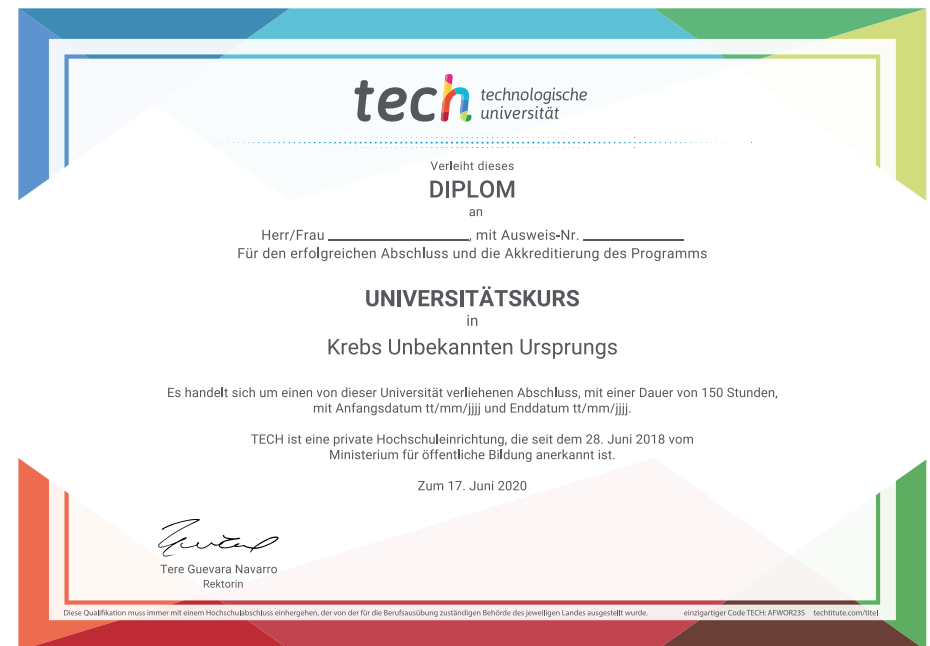 tech technologische
universität
Verleiht dieses
DIPLOM
an
Herr/Frau ____________________, mit Ausweis-Nr. ______________
Für den erfolgreichen Abschluss und die Akkreditierung des Programms
UNIVERSITÄTSKURS
in
Krebs Unbekannten Ursprungs
Es handelt sich um einen von dieser Universität verliehenen Abschluss, mit einer Dauer von 150 Stunden,
mit Anfangsdatum tt/mm/jjjj und Enddatum tt/mm/jjjj.
TECH ist eine private Hochschuleinrichtung, die seit dem 28. Juni 2018 vom
Ministerium für öffentliche Bildung anerkannt ist.
Zum 17. Juni 2020
Tere Guevara Navarro
Rektorin
Diese Qualifikation muss immer mit einem Hochschulabschluss einhergehen, der von der für die Berufsausübung zuständigen Behörde des jeweiligen Landes ausgestellt wurde. einzigartiger Code TECH: AFWOR23S techtitute.com/titel